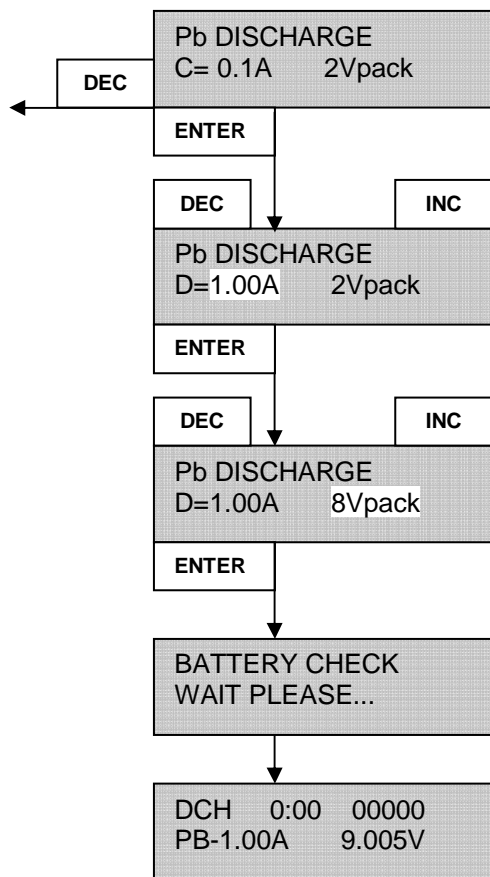 Pb DISCHARGE
C= 0.1A 2Vpack
DEC
ENTER
DEC INC
Pb DISCHARGE
D=1.00A 2Vpack
ENTER
DEC INC
Pb DISCHARGE
D=1.00A 8Vpack
ENTER
BATTERY CHECK
WAIT PLEASE...
DCH 0:00 00000
PB-1.00A 9.005V